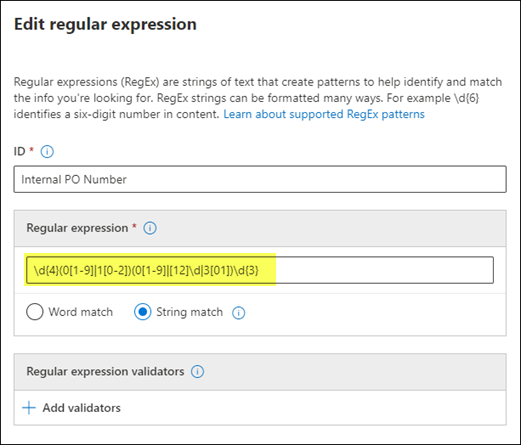 Edit regular expression
Regular expressions (RegEx) are strings of text that create patterns to help identify and match
the info you're looking for. RegEx strings can be formatted many ways. For example \d{6}
identifies a six-digit number in content. Learn about supported RegEx patterns
ID *
Internal PO Number
Regular expression *
\d{4}(0[1-9]|1[0-2])(0[1-9]|[12]\d|3[01])\d{3}
Word match String match
Regular expression validators
+ Add validators